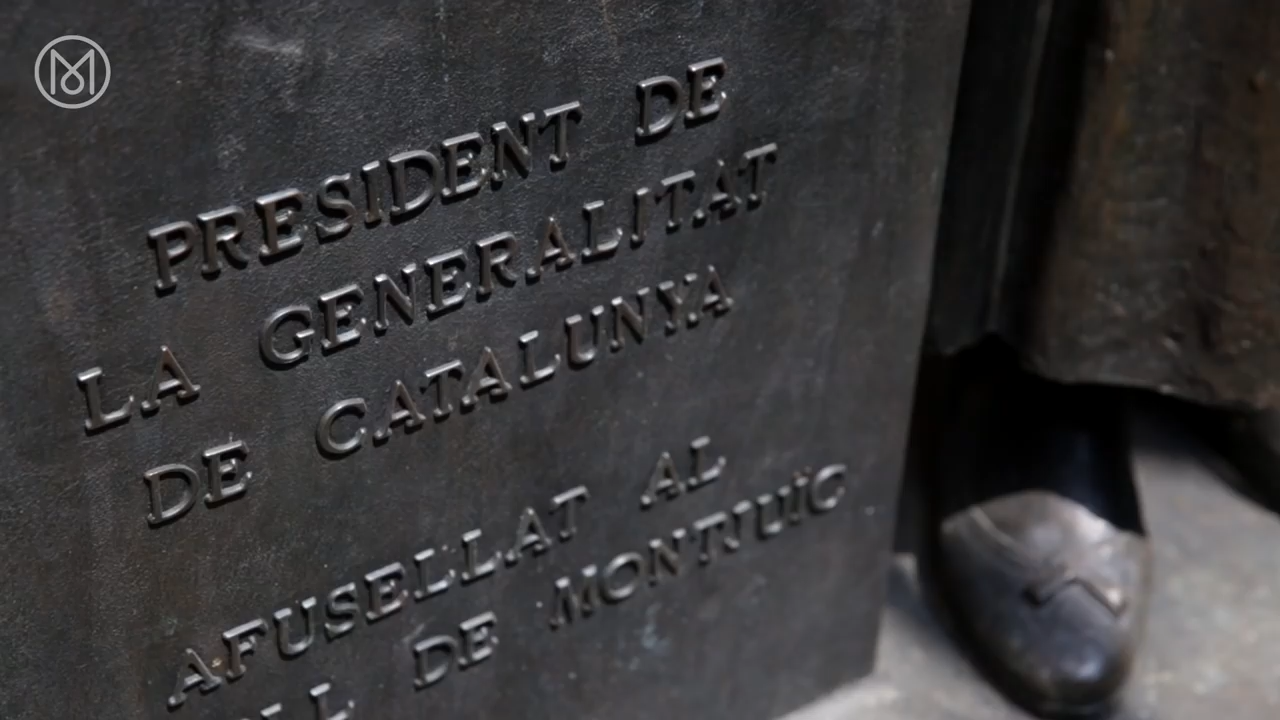 PRESIDENT DE
LA GENERALITAT
DE CATALUNYA
AFUSELLAT AL
DE MONTJUÏC